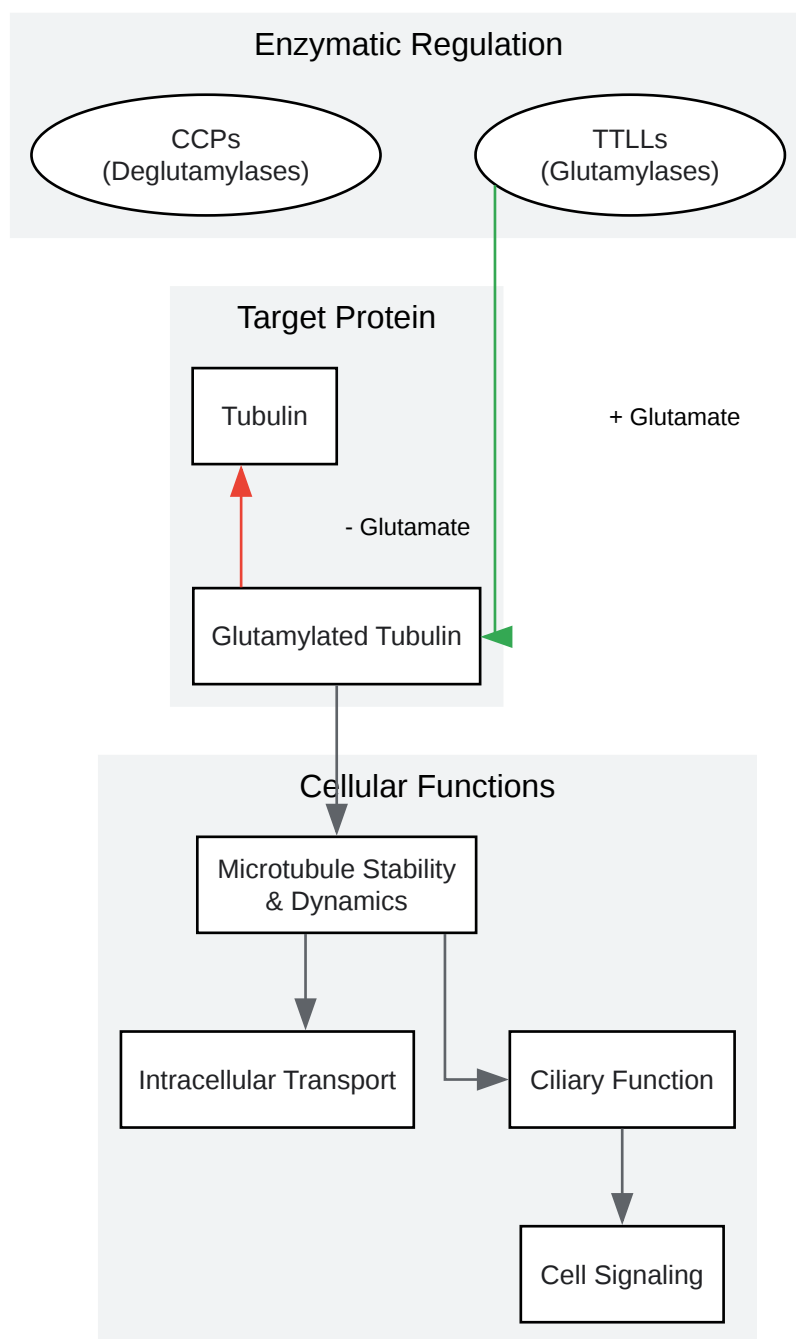 Enzymatic Regulation
CCPs
(Deglutamylases)
TTLLs
(Glutamylases)
Target Protein
Tubulin
+ Glutamate
- Glutamate
Glutamylated Tubulin
Cellular Functions
Microtubule Stability
& Dynamics
Intracellular Transport
Ciliary Function
Cell Signaling